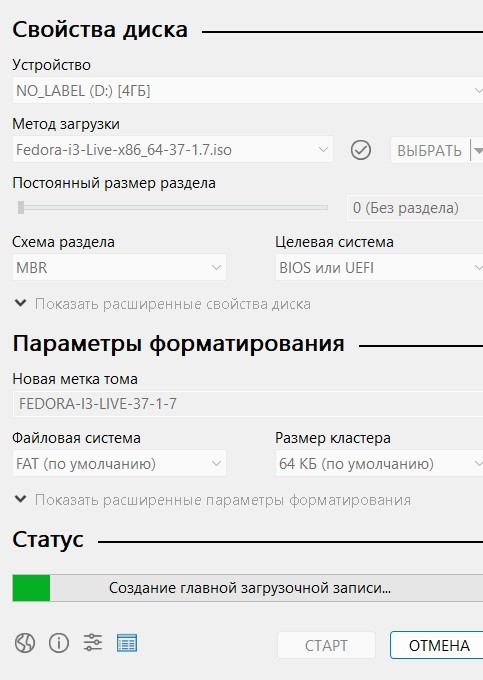 Свойства диска
Устройство
NO_LABEL (D:) [4ГБ]
Метод загрузки
Fedora-i3-Live-x86_64-37-1.7.iso
ВЫБРАТЬ
Постоянный размер раздела
0 (Без раздела)
Схема раздела
Целевая система
MBR
BIOS или UEFI
Показать расширенные свойства диска
Параметры форматирования
Новая метка тома
FEDORA-I3-LIVE-37-1-7
Файловая система
Размер кластера
FAT (по умолчанию)
64 КБ (по умолчанию)
Показать расширенные параметры форматирования
Статус
Создание главной загрузочной записи...
СТАРТ
ОТМЕНА